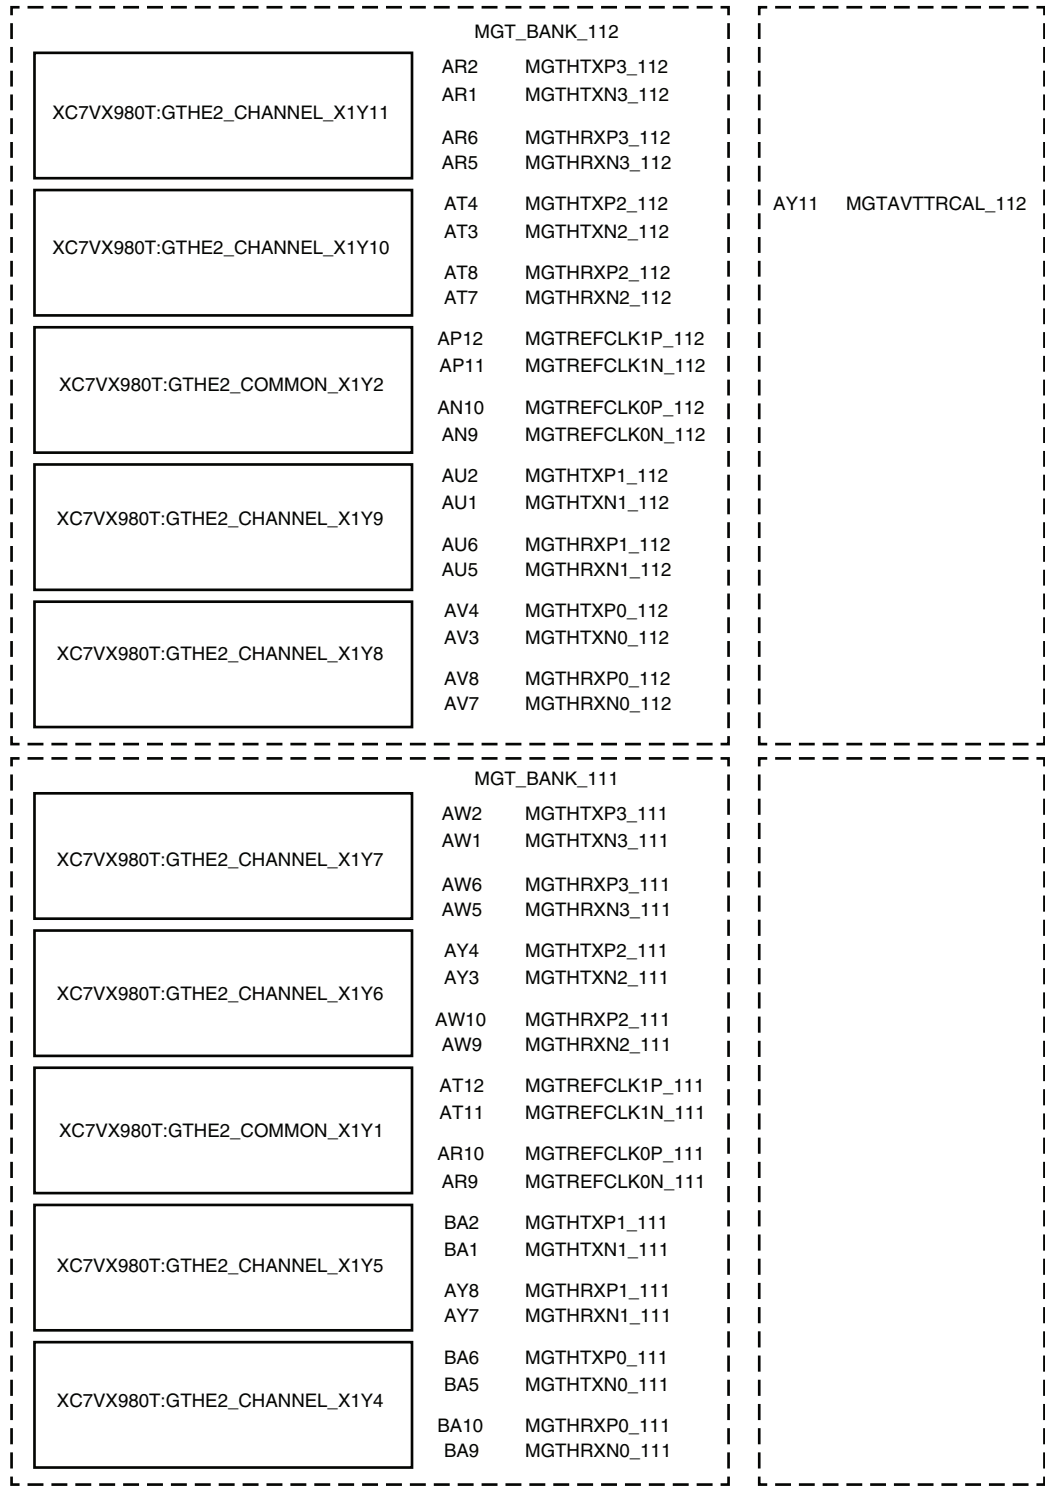 MGT_BANK_112
XC7VX980T:GTHE2_CHANNEL_X1Y11
AR2 MGTHTXP3_112
AR1 MGTHTXN3_112
AR6 MGTHRXP3_112
AR5 MGTHRXN3_112
XC7VX980T:GTHE2_CHANNEL_X1Y10
AT4 MGTHTXP2_112
AT3 MGTHTXN2_112
AT8 MGTHRXP2_112
AT7 MGTHRXN2_112
XC7VX980T:GTHE2_COMMON_X1Y2
AP12 MGTREFCLK1P_112
AP11 MGTREFCLK1N_112
AN10 MGTREFCLK0P_112
AN9 MGTREFCLK0N_112
XC7VX980T:GTHE2_CHANNEL_X1Y9
AU2 MGTHTXP1_112
AU1 MGTHTXN1_112
AU6 MGTHRXP1_112
AU5 MGTHRXN1_112
XC7VX980T:GTHE2_CHANNEL_X1Y8
AV4 MGTHTXP0_112
AV3 MGTHTXN0_112
AV8 MGTHRXP0_112
AV7 MGTHRXN0_112
AY11 MGTAVTTRCAL_112
MGT_BANK_111
XC7VX980T:GTHE2_CHANNEL_X1Y7
AW2 MGTHTXP3_111
AW1 MGTHTXN3_111
AW6 MGTHRXP3_111
AW5 MGTHRXN3_111
XC7VX980T:GTHE2_CHANNEL_X1Y6
AY4 MGTHTXP2_111
AY3 MGTHTXN2_111
AW10 MGTHRXP2_111
AW9 MGTHRXN2_111
XC7VX980T:GTHE2_COMMON_X1Y1
AT12 MGTREFCLK1P_111
AT11 MGTREFCLK1N_111
AR10 MGTREFCLK0P_111
AR9 MGTREFCLK0N_111
XC7VX980T:GTHE2_CHANNEL_X1Y5
BA2 MGTHTXP1_111
BA1 MGTHTXN1_111
AY8 MGTHRXP1_111
AY7 MGTHRXN1_111
XC7VX980T:GTHE2_CHANNEL_X1Y4
BA6 MGTHTXP0_111
BA5 MGTHTXN0_111
BA10 MGTHRXP0_111
BA9 MGTHRXN0_111